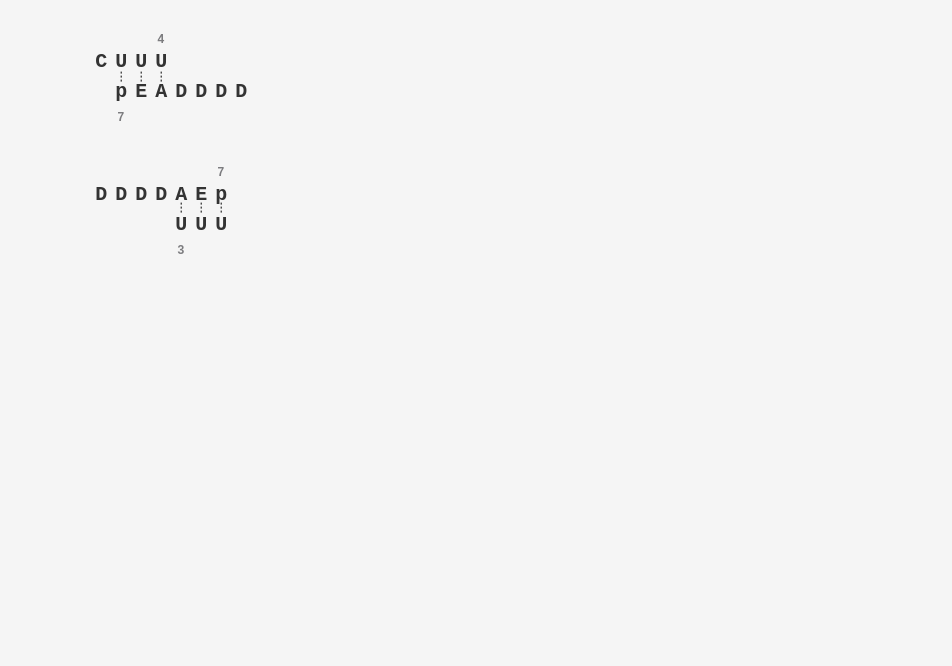 4
C U U U
p E A D D D D
7
7
D D D D A E p
U U U
3